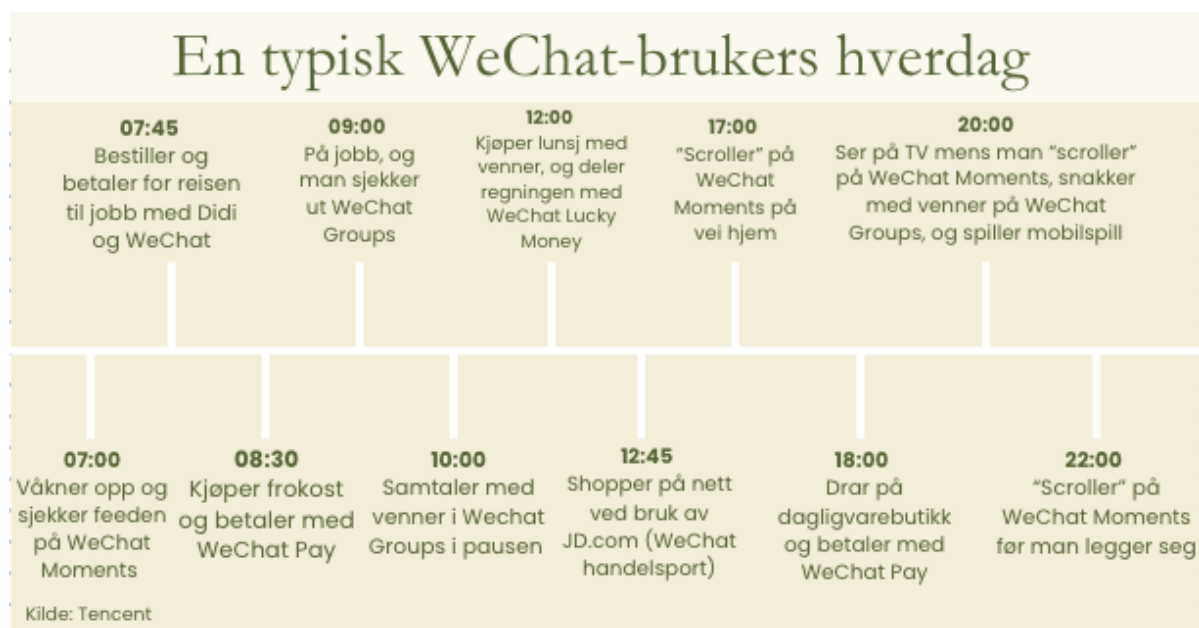 En typisk WeChat-brukers hverdag
07:45
Bestiller og
betaler for reisen
til jobb med Didi
og WeChat
09:00
På jobb, og
man sjekker
ut WeChat
Groups
12:00
Kjøper lunsj med
venner, og deler
regningen med
WeChat Lucky
Money
17:00
“Scroller” på
WeChat
Moments på
vei hjem
20:00
Ser på TV mens man “scroller”
på WeChat Moments, snakker
med venner på WeChat
Groups, og spiller mobilspill
07:00
Våkner opp og
sjekker feeden
på WeChat
Moments
08:30
Kjøper frokost
og betaler med
WeChat Pay
10:00
Samtaler med
venner i Wechat
Groups i pausen
12:45
Shopper på nett
ved bruk av
JD.com (WeChat
handelsport)
18:00
Drar på
dagligvarebutikk
og betaler med
WeChat Pay
22:00
“Scroller” på
WeChat Moments
før man legger seg
Kilde: Tencent